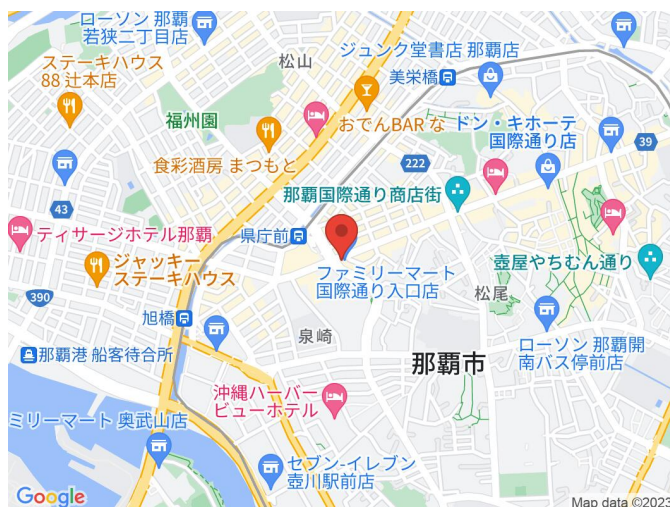 ローソン 那覇
若狭二丁目店
ステーキハウス
88 辻本店
松山
ジュンク堂書店 那覇店
美栄橋
福州園
おでんBAR な
ドン・キホーテ
国際通り店
39
食彩酒房 まつもと
222
43
那覇国際通り商店街
ティサージホテル那覇
県庁前
ジャッキー
ステーキハウス
ファミリーマート
国際通り入口店
壺屋やちむん通り
390
松尾
旭橋
泉崎
ローソン 那覇開
南バス停前店
那覇港 船客待合所
那覇市
沖縄ハーバー
ビューホテル
ミリーマート 奥武山店
セブン-イレブン
壺川駅前店
Google
Map data ©2023